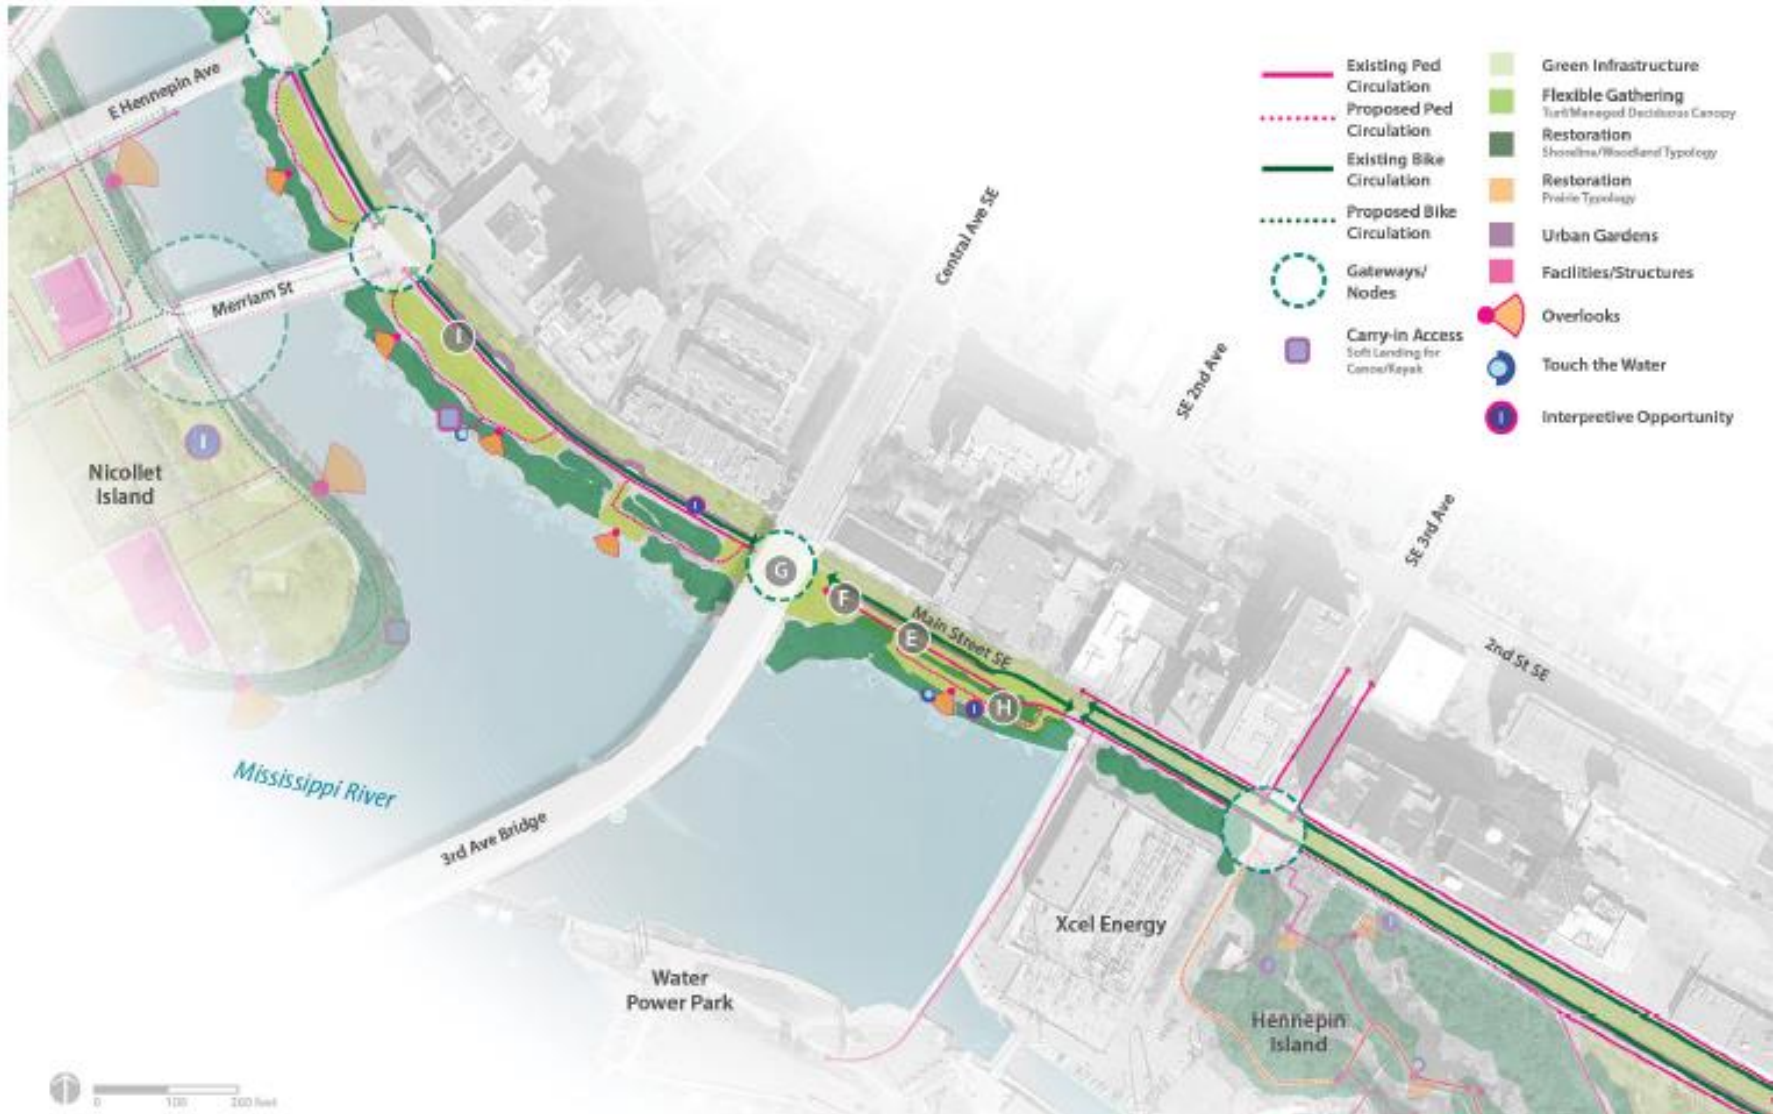 E Hennepin Ave
Merriam St
Nicollet
Island
I
Mississippi River
3rd Ave Bridge
Water
Power Park
Xcel Energy
Hennepin
Island
Central Ave SE
SE 2nd Ave
SE 3rd Ave
2nd St SE
Main Street SE
I
I
G
F
E
H
I
I
I
Existing Ped
Circulation
Proposed Ped
Circulation
Existing Bike
Circulation
Proposed Bike
Circulation
Gateways/
Nodes
Carry-in Access
Soft Landing for
Canoe/Kayak
Green Infrastructure
Flexible Gathering
Turf/Managed Deciduous Canopy
Restoration
Shoreline/Woodland Typology
Restoration
Prairie Typology
Urban Gardens
Facilities/Structures
Overlooks
Touch the Water
I
Interpretive Opportunity
0 100 200 feet